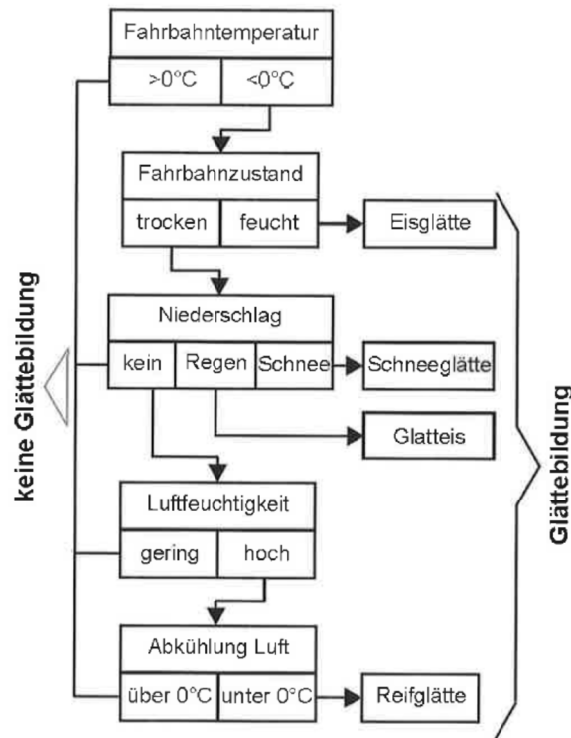 Fahrbahntemperatur
>0°C <0°C
Fahrbahnzustand
trocken feucht
Eisglätte
Niederschlag
kein Regen Schnee
Schneeglätte
Glatteis
Luftfeuchtigkeit
gering hoch
Abkühlung Luft
über 0°C unter 0°C
Reifglätte
keine Glättebildung
Glättebildung